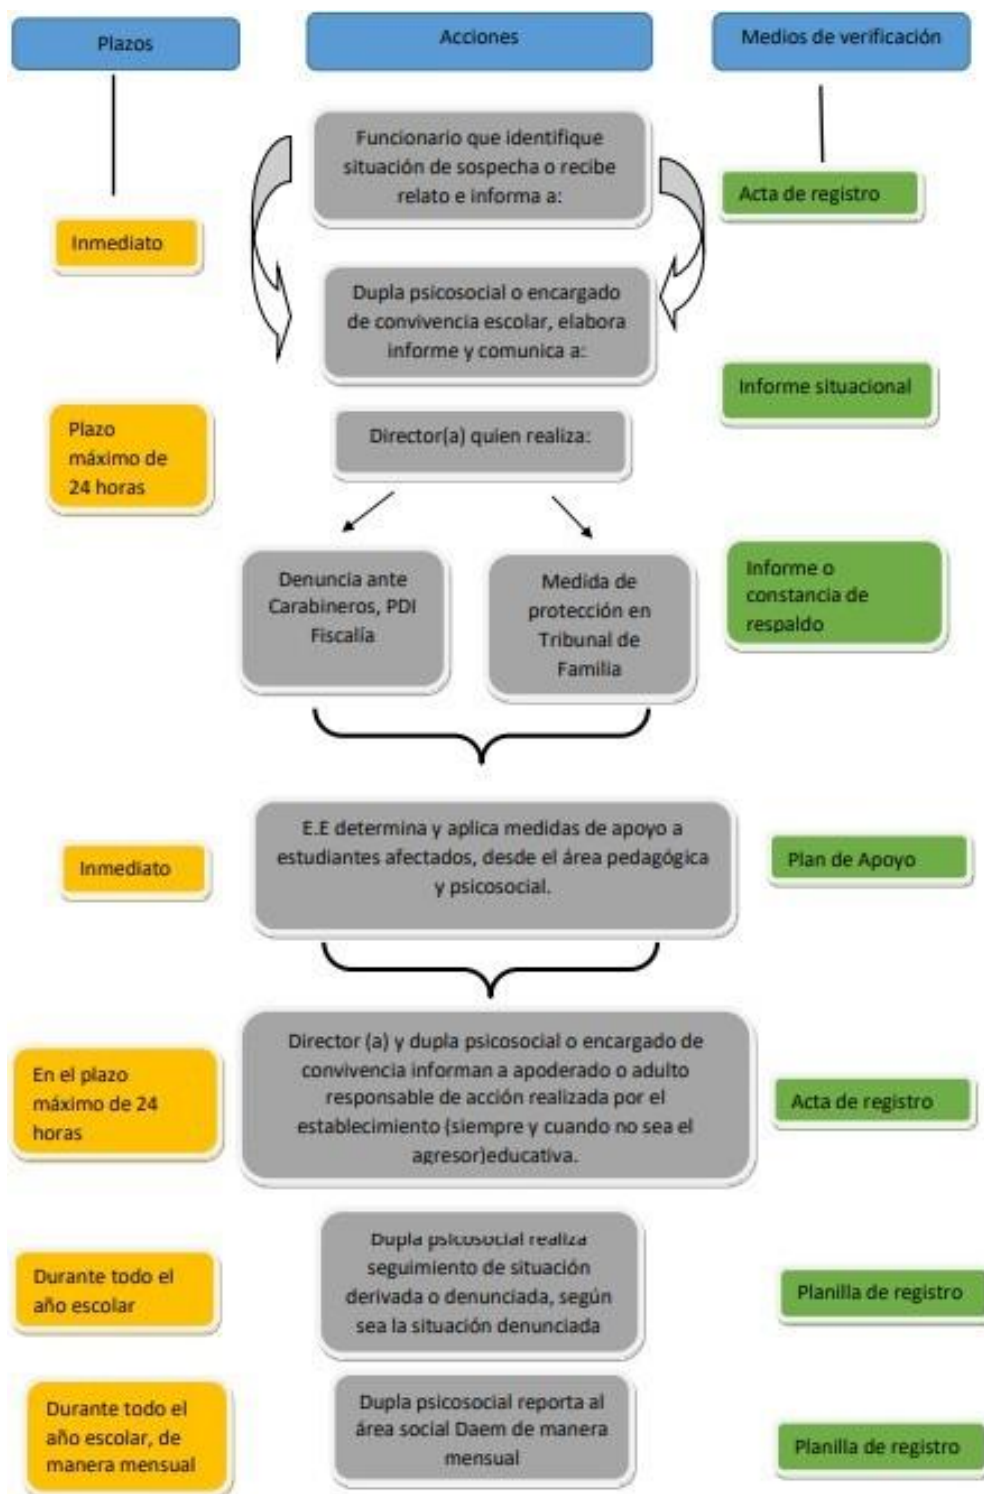 Plazos
Acciones
Medios de verificación
Funcionario que identifique
situación de sospecha o recibe
relato e informa a:
Acta de registro
Inmediato
Dupla psicosocial o encargado
de convivencia escolar, elabora
informe y comunica a:
Informe situacional
Plazo
máximo de
24 horas
Director(a) quien realiza:
Denuncia ante
Carabineros, PDI
Fiscalía
Medida de
protección en
Tribunal de
Familia
Informe o
constancia de
respaldo
Inmediato
E.E determina y aplica medidas de apoyo a
estudiantes afectados, desde el área pedagógica
y psicosocial.
Plan de Apoyo
En el plazo
máximo de 24
horas
Director (a) y dupla psicosocial o encargado de
convivencia informan a apoderado o adulto
responsable de acción realizada por el
establecimiento (siempre y cuando no sea el
agresor)educativa.
Acta de registro
Durante todo el
año escolar
Dupla psicosocial realiza
seguimiento de situación
derivada o denunciada, según
sea la situación denunciada
Planilla de registro
Durante todo el
año escolar, de
manera mensual
Dupla psicosocial reporta al
área social Daem de manera
mensual
Planilla de registro